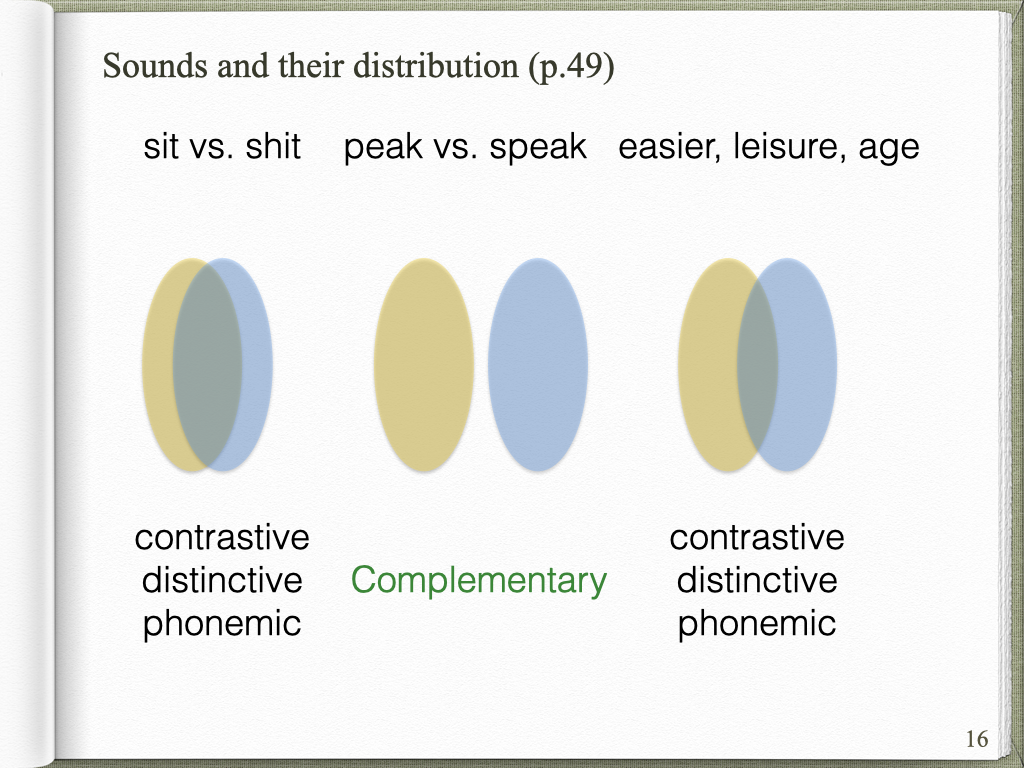 Sounds and their distribution (p.49)
sit vs. shit peak vs. speak easier, leisure, age
contrastive
distinctive
phonemic
Complementary
contrastive
distinctive
phonemic
16